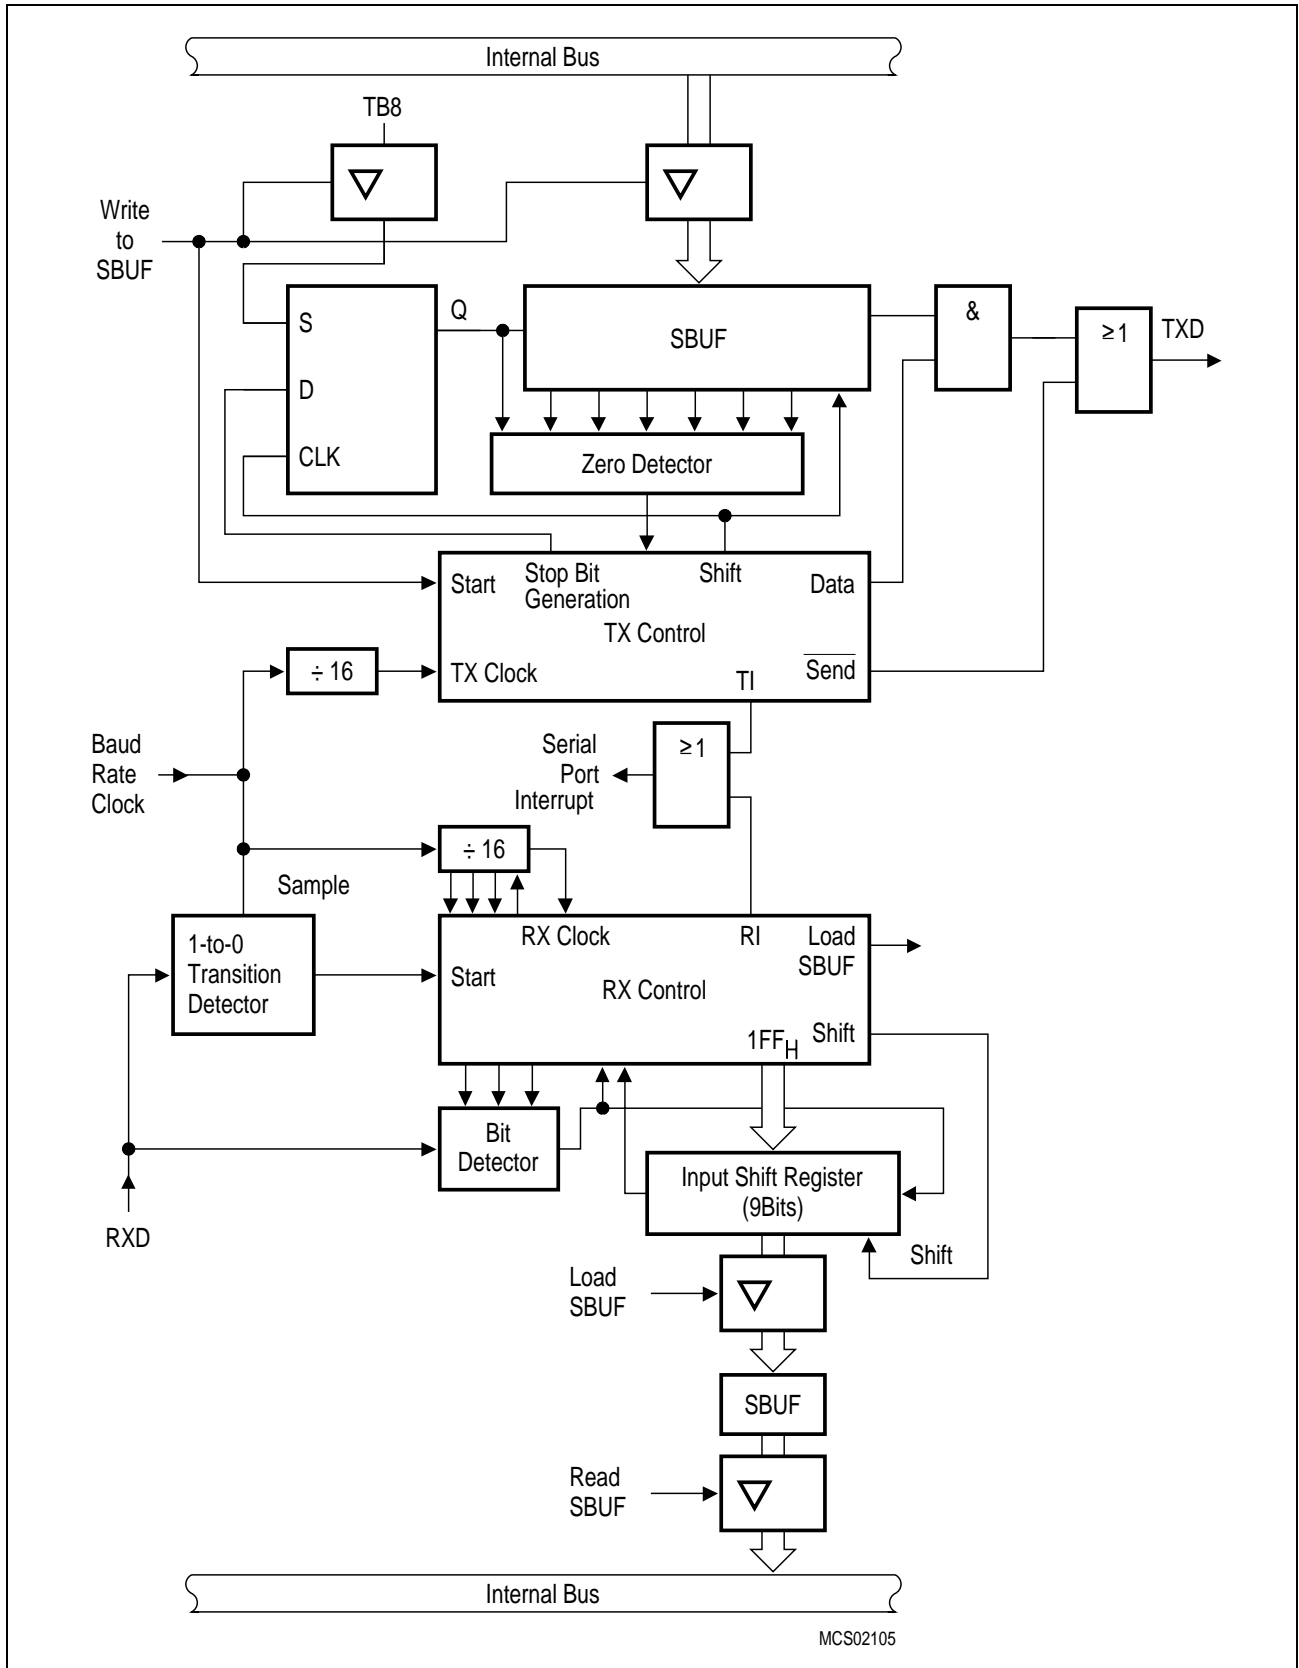 Internal Bus
TB8
Write
to
SBUF
S
D
CLK
Q
SBUF
&
≥1
TXD
Zero Detector
Start
Stop Bit
Generation
Shift
Data
TX Control
÷ 16
TX Clock
TI
Send
Baud
Rate
Clock
Serial
Port
Interrupt
≥1
÷ 16
Sample
1-to-0
Transition
Detector
RX Clock
RI
Load
SBUF
Start
RX Control
1FFH
Shift
Bit
Detector
Input Shift Register
(9Bits)
RXD
Shift
Load
SBUF
SBUF
Read
SBUF
Internal Bus
MCS02105